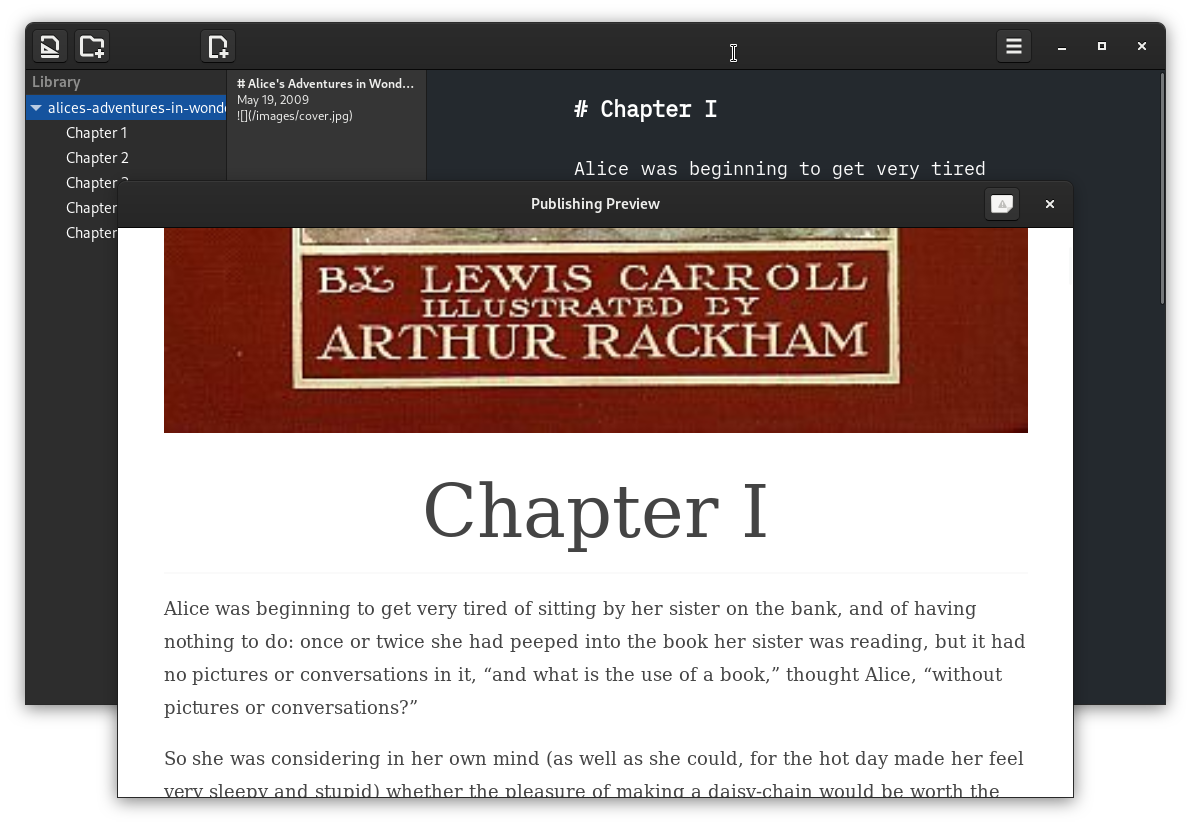 Library
alices-adventures-in-wond
Chapter 1
Chapter 2
Chapter
Chapter
Chapter
# Alice's Adventures in Wond…
May 19, 2009
![](/images/cover.jpg)
# Chapter I
Alice was beginning to get very tired
Publishing Preview
BY LEWIS CARROLL
ILLUSTRATED BY
ARTHUR RACKHAM
Chapter I
Alice was beginning to get very tired of sitting by her sister on the bank, and of having
nothing to do: once or twice she had peeped into the book her sister was reading, but it had
no pictures or conversations in it, “and what is the use of a book,” thought Alice, “without
pictures or conversations?”
So she was considering in her own mind (as well as she could, for the hot day made her feel
very sleepy and stupid) whether the pleasure of making a daisy-chain would be worth the